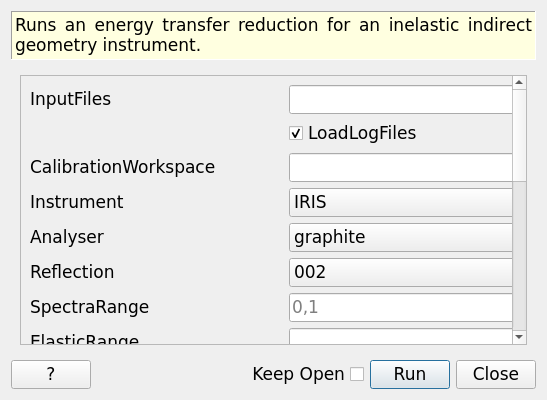 Runs an energy transfer reduction for an inelastic indirect
geometry instrument.
InputFiles
LoadLogFiles
CalibrationWorkspace
Instrument IRIS
Analyser graphite
Reflection 002
SpectraRange 0,1
ElasticRange
? Keep Open Run Close